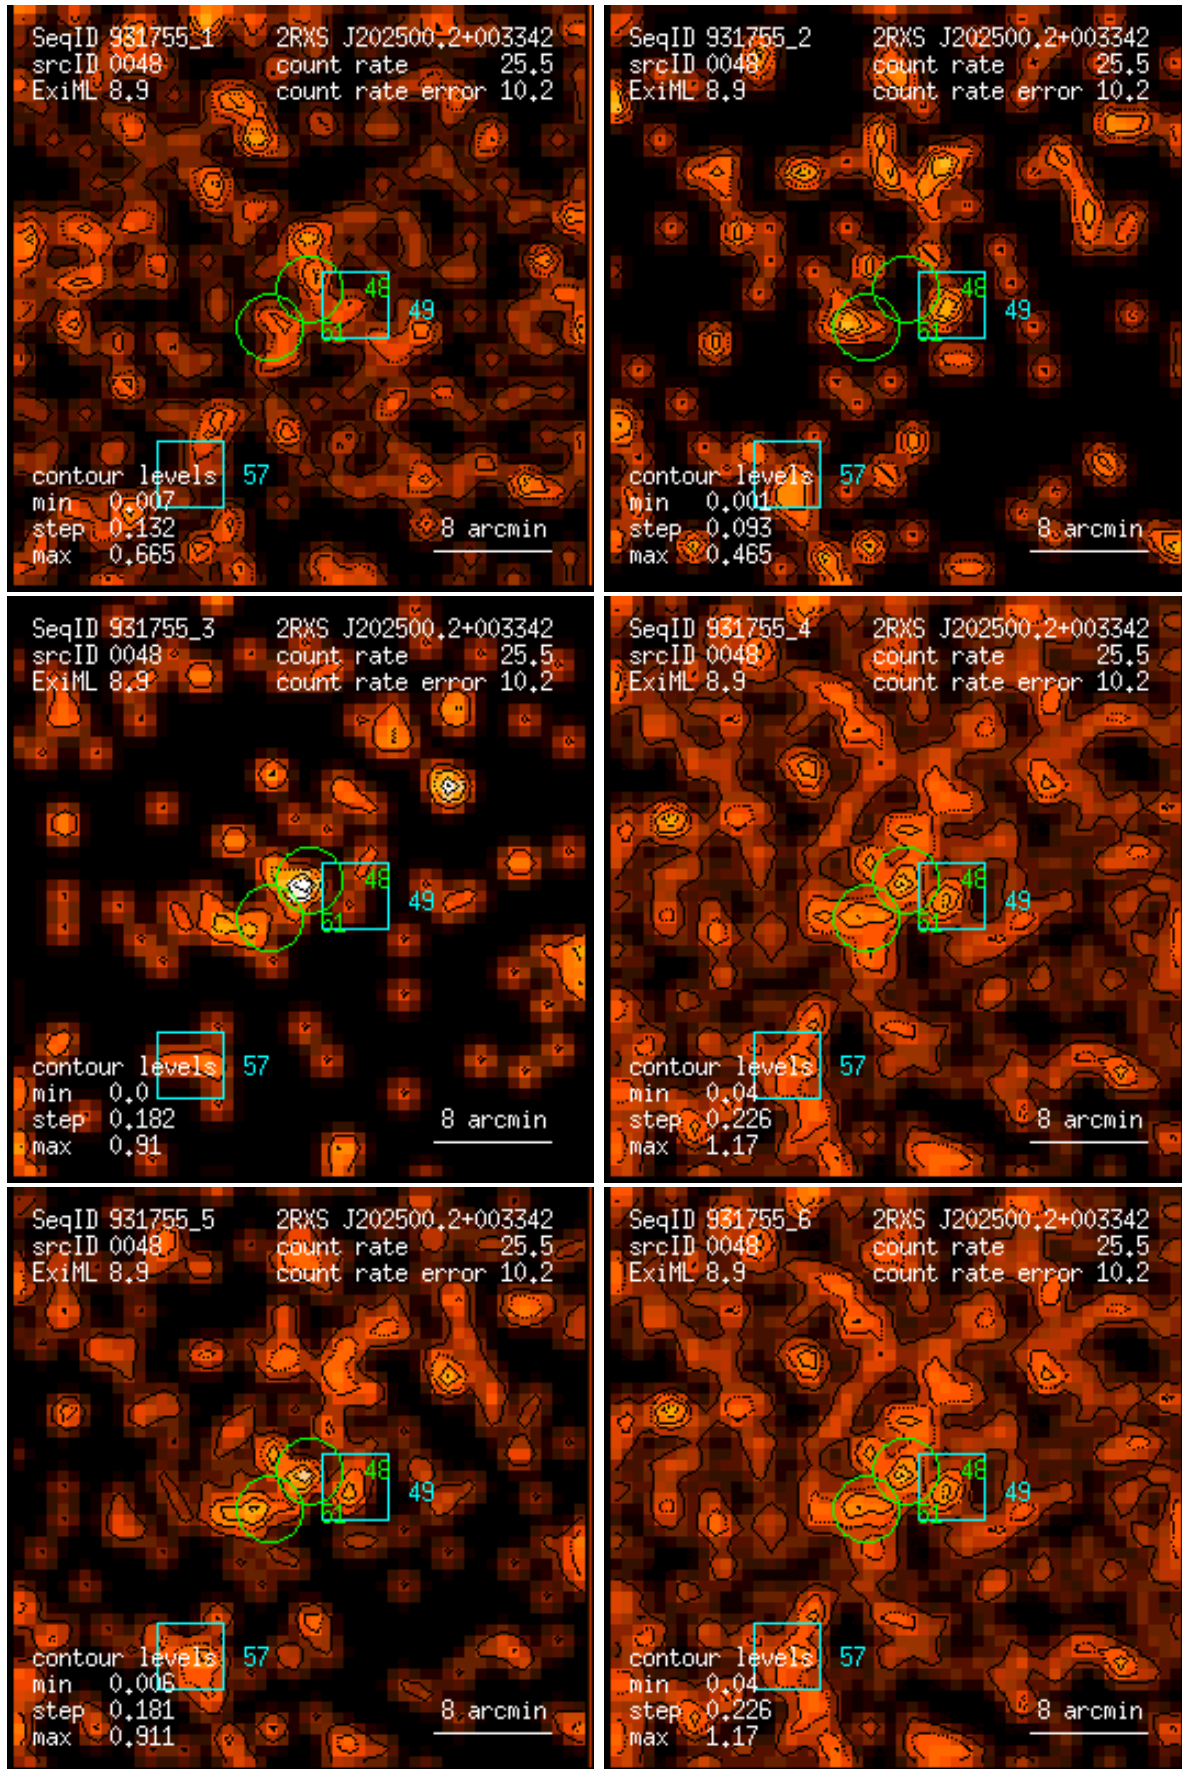 SeqID 931755_1 2RXS J202500.2+003342
srcID 0048 count rate 25.5
ExiML 8.9 count rate error 10.2
48
49
51
57
contour levels
min 0.007
step 0.132 8 arcmin
max 0.665
SeqID 931755_2 2RXS J202500.2+003342
srcID 0048 count rate 25.5
ExiML 8.9 count rate error 10.2
48
49
51
57
contour levels
min 0.001
step 0.093 8 arcmin
max 0.465
SeqID 931755_3 2RXS J202500.2+003342
srcID 0048 count rate 25.5
ExiML 8.9 count rate error 10.2
48
49
51
57
contour levels
min 0.0
step 0.182 8 arcmin
max 0.91
SeqID 931755_4 2RXS J202500.2+003342
srcID 0048 count rate 25.5
ExiML 8.9 count rate error 10.2
48
49
51
57
contour levels
min 0.04
step 0.226 8 arcmin
max 1.17
SeqID 931755_5 2RXS J202500.2+003342
srcID 0048 count rate 25.5
ExiML 8.9 count rate error 10.2
48
49
51
57
contour levels
min 0.006
step 0.181 8 arcmin
max 0.911
SeqID 931755_6 2RXS J202500.2+003342
srcID 0048 count rate 25.5
ExiML 8.9 count rate error 10.2
48
49
51
57
contour levels
min 0.04
step 0.226 8 arcmin
max 1.17